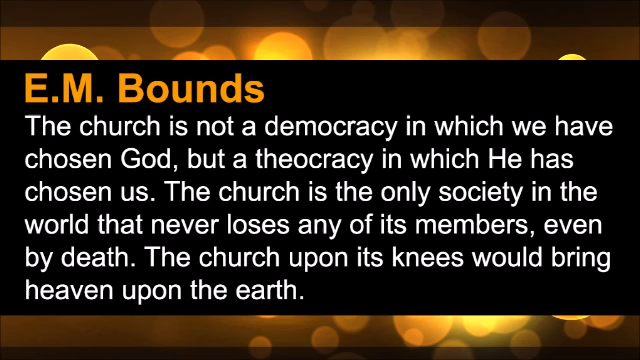 E.M. Bounds
The church is not a democracy in which we have
chosen God, but a theocracy in which He has
chosen us. The church is the only society in the
world that never loses any of its members, even
by death. The church upon its knees would bring
heaven upon the earth.